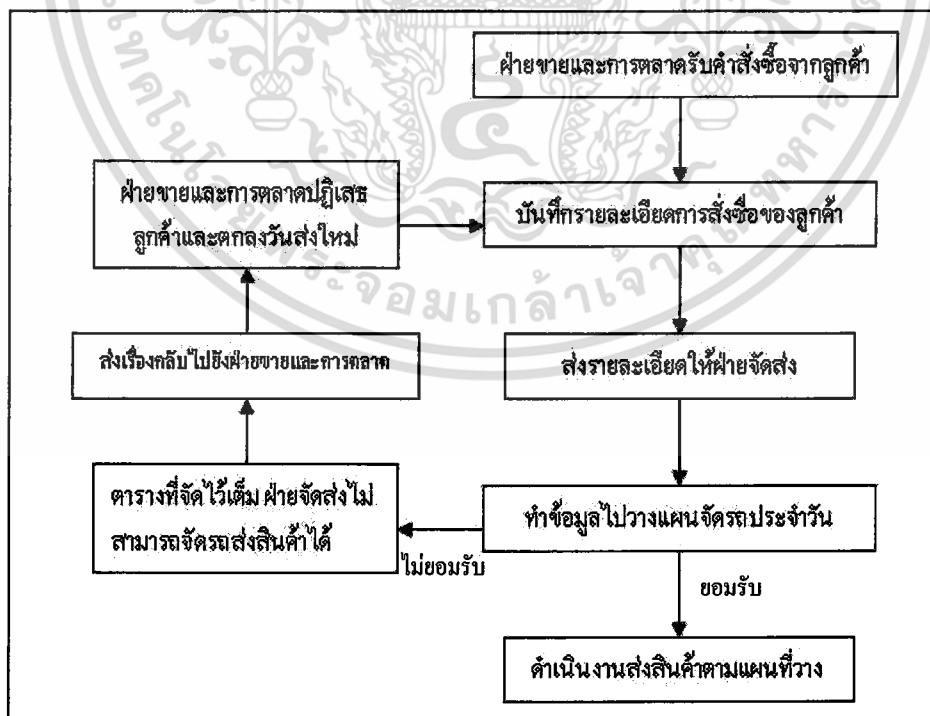 ฝ่ายขายและการตลาดรับคำสั่งซื้อจากลูกค้า
ฝ่ายขายและการตลาดปฏิเสธ
ลูกค้าและตกลงวันส่งใหม่
บันทึกรายละเอียดการสั่งซื้อของลูกค้า
ส่งเรื่องกลับไปยังฝ่ายขายและการตลาด
ส่งรายละเอียดให้ฝ่ายจัดส่ง
ตารางที่จัดไว้เต็ม ฝ่ายจัดส่งไม่
สามารถจัดรถส่งสินค้าได้
ทำข้อมูลไปวางแผนจัดรถประจำวัน
ไม่ยอมรับ
ยอมรับ
ดำเนินงานส่งสินค้าตามแผนที่วาง